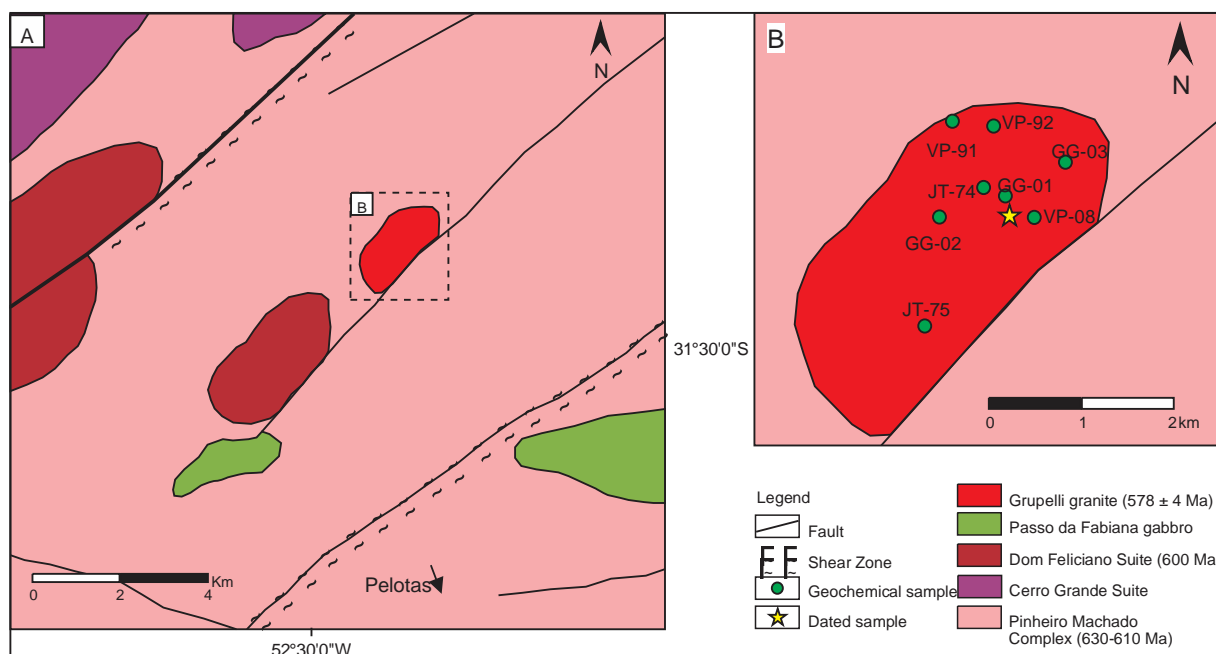 A
N
B
Pelotas
0 2 4 Km
52°30'0"W
31°30'0"S
B
N
VP-92
VP-91
GG-03
JT-74
GG-01
VP-08
GG-02
JT-75
0 1 2 km
Legend
Fault
Shear Zone
Geochemical sample
Dated sample
Grupelli granite (578 ± 4 Ma)
Passo da Fabiana gabbro
Dom Feliciano Suite (600 Ma
Cerro Grande Suite
Pinheiro Machado
Complex (630-610 Ma)